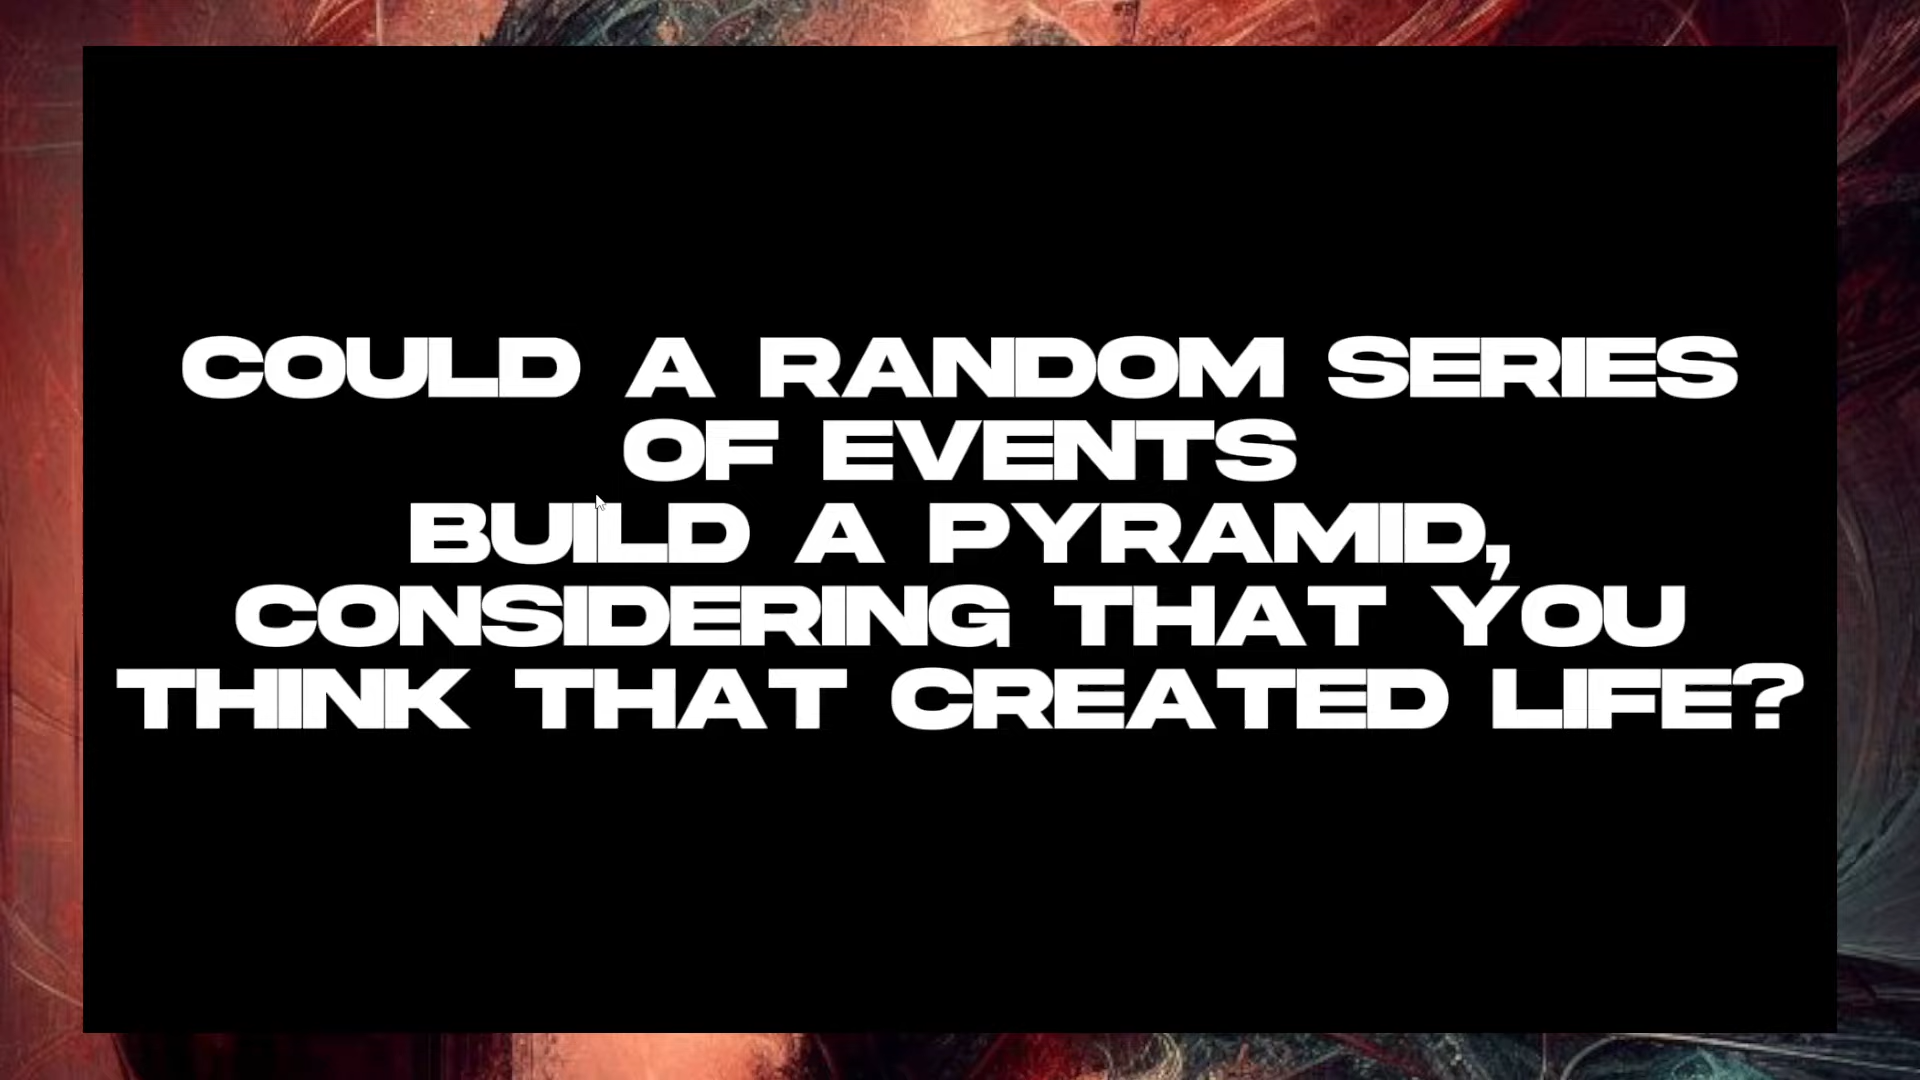 COULD A RANDOM SERIES
OF EVENTS
BUILD A PYRAMID,
CONSIDERING THAT YOU
THINK THAT CREATED LIFE?